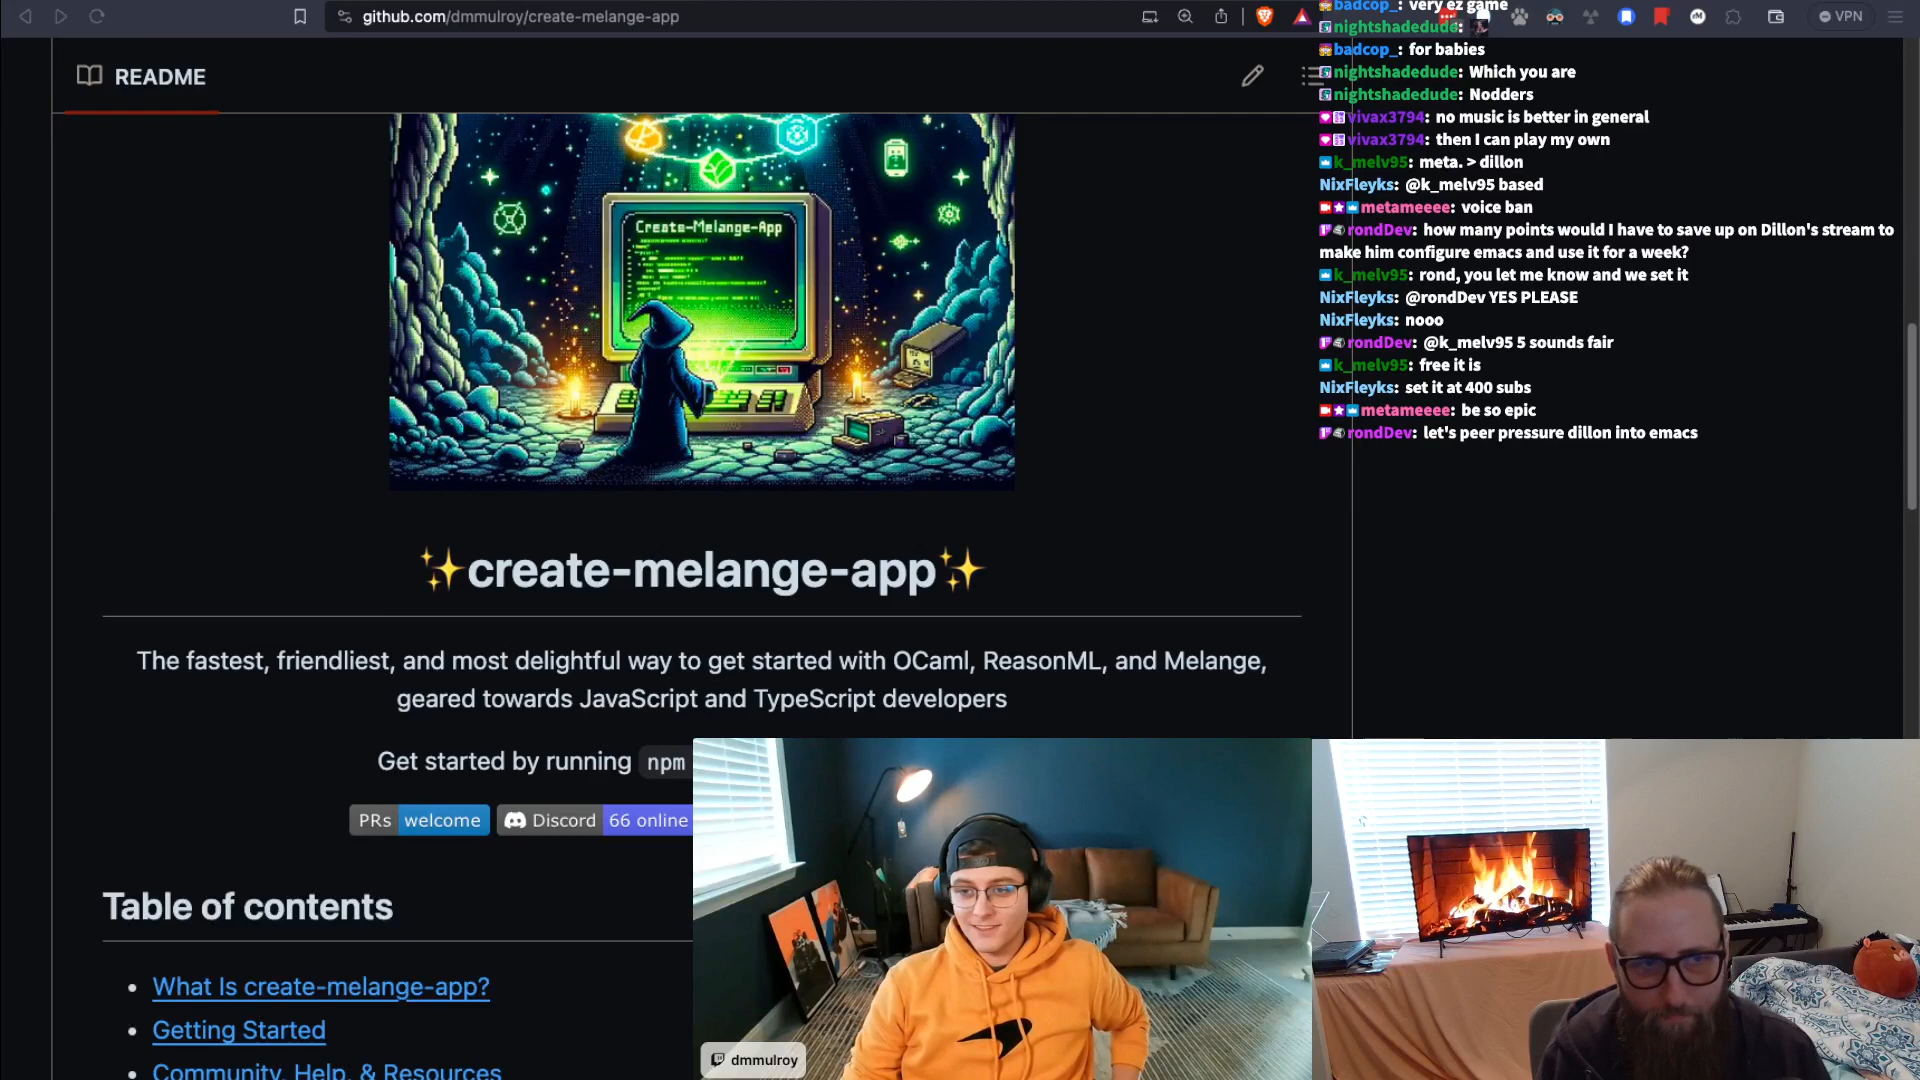 github.com/dmmulroy/create-melange-app
VPN
README
Create-Melange-App
✨create-melange-app✨
The fastest, friendliest, and most delightful way to get started with OCaml, ReasonML, and Melange,
geared towards JavaScript and TypeScript developers
Get started by running npm
PRs welcome Discord 66 online
Table of contents
• What Is create-melange-app?
• Getting Started
• Community, Help, & Resources
badcop_: very ez game
nightshadedude:
badcop_: for babies
nightshadedude: Which you are
nightshadedude: Nodders
vivax3794: no music is better in general
vivax3794: then I can play my own
k_melv95: meta. > dillon
NixFleyks: @k_melv95 based
metameeee: voice ban
rondDev: how many points would I have to save up on Dillon's stream to
make him configure emacs and use it for a week?
k_melv95: rond, you let me know and we set it
NixFleyks: @rondDev YES PLEASE
NixFleyks: nooo
rondDev: @k_melv95 5 sounds fair
k_melv95: free it is
NixFleyks: set it at 400 subs
metameeee: be so epic
rondDev: let's peer pressure dillon into emacs
dmmulroy